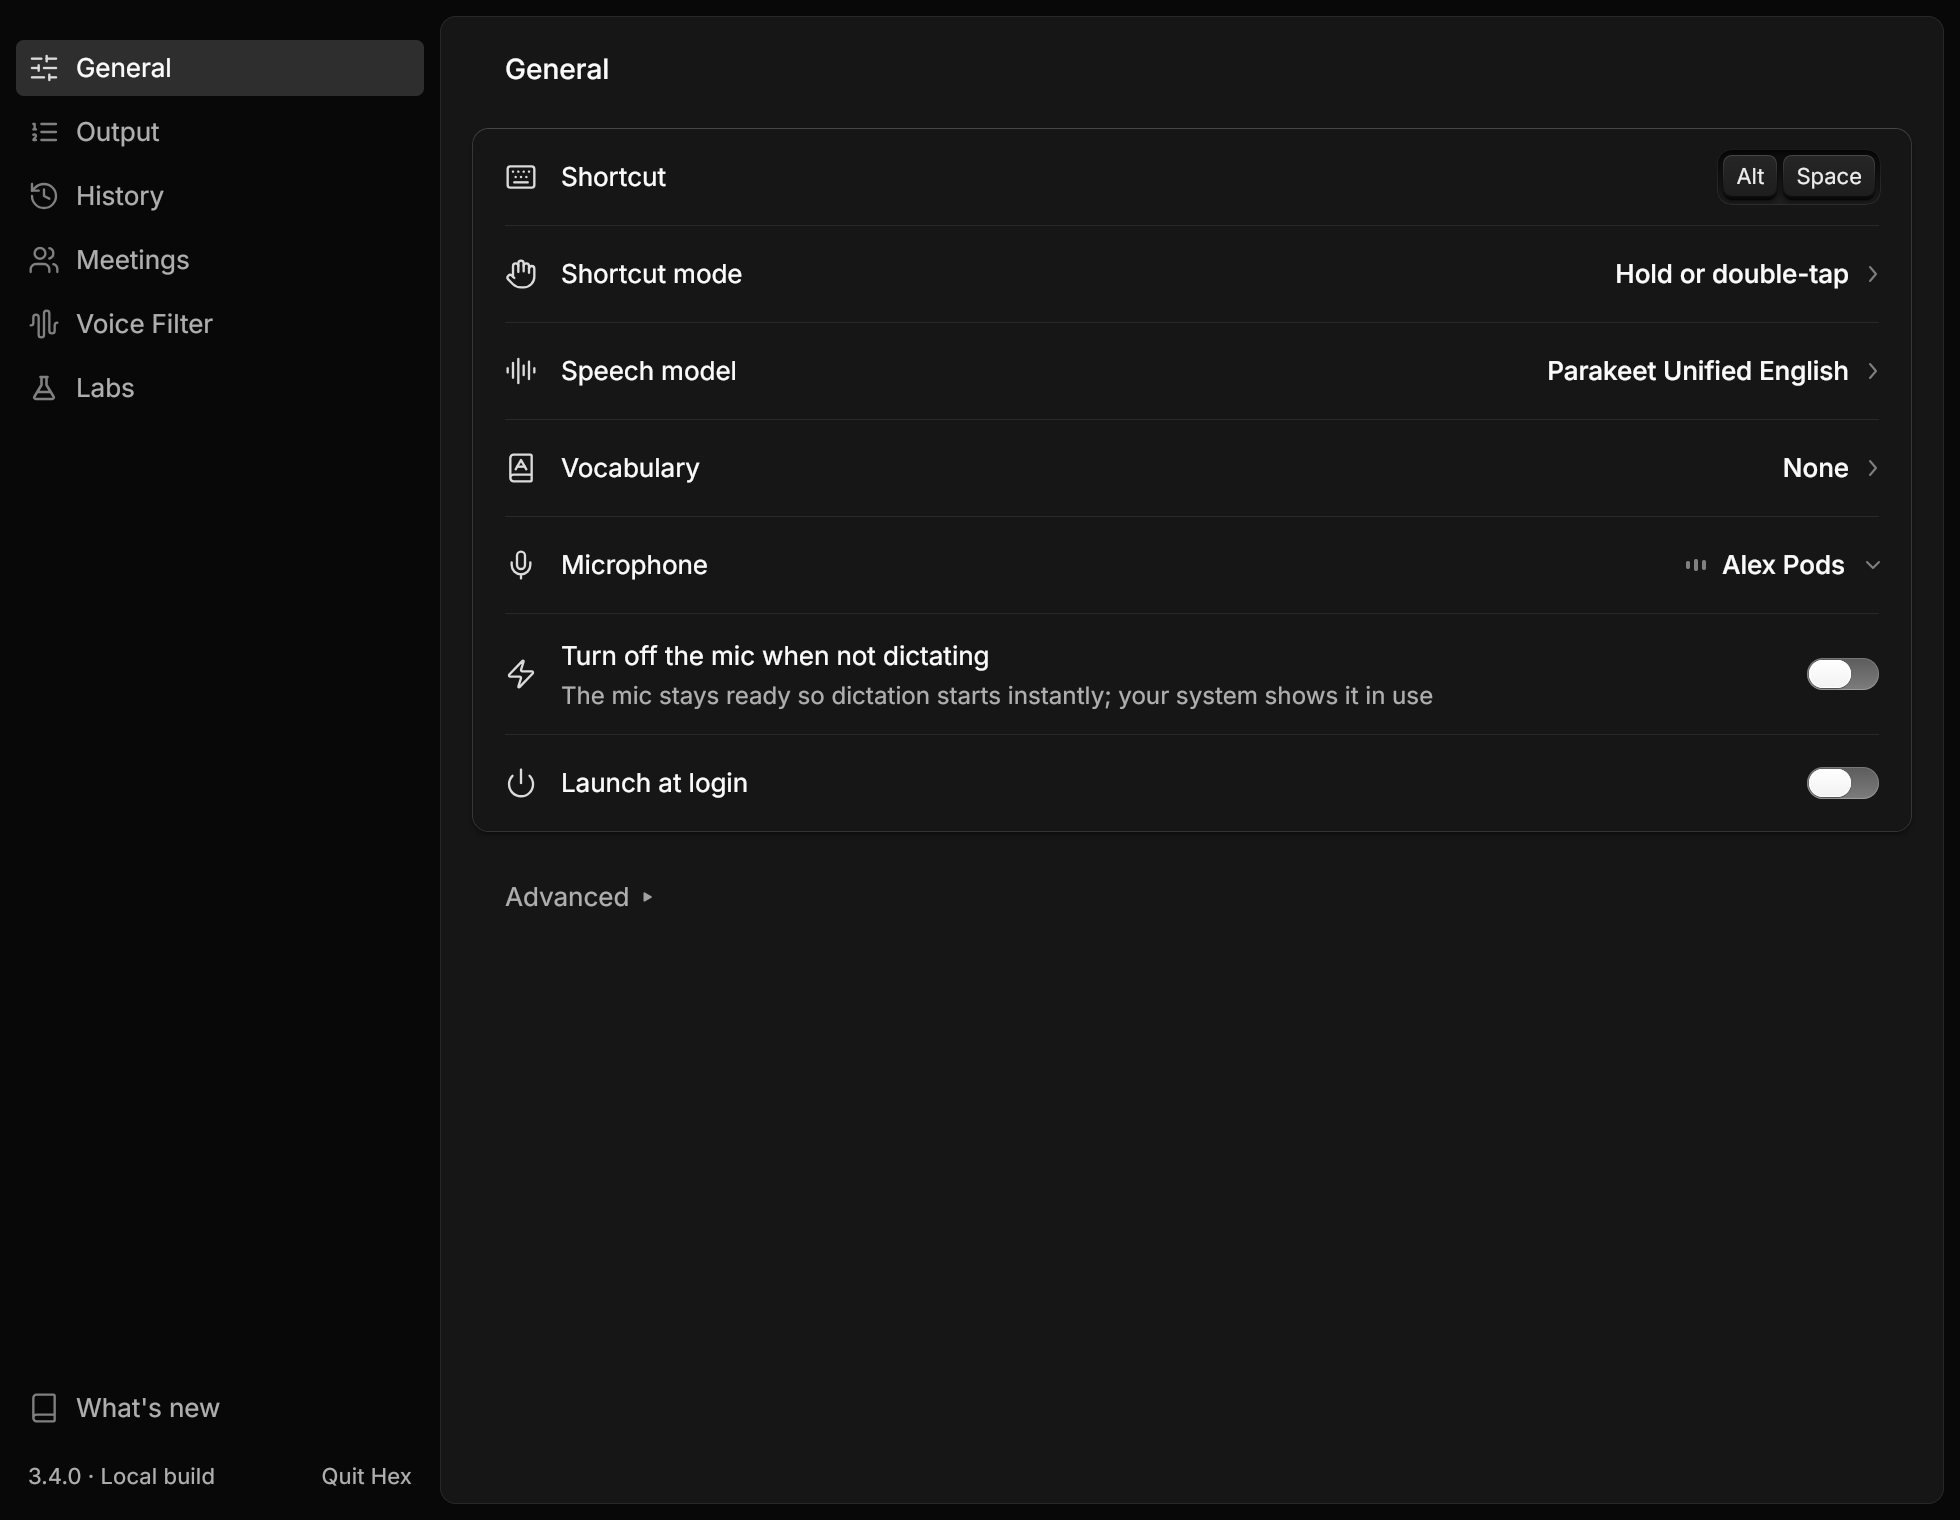 General
Output
History
Meetings
Voice Filter
Labs
What's new
3.4.0 · Local build
Quit Hex
General
Shortcut
Alt Space
Shortcut mode
Hold or double-tap
Speech model
Parakeet Unified English
Vocabulary
None
Microphone
Alex Pods
Turn off the mic when not dictating
The mic stays ready so dictation starts instantly; your system shows it in use
Launch at login
Advanced